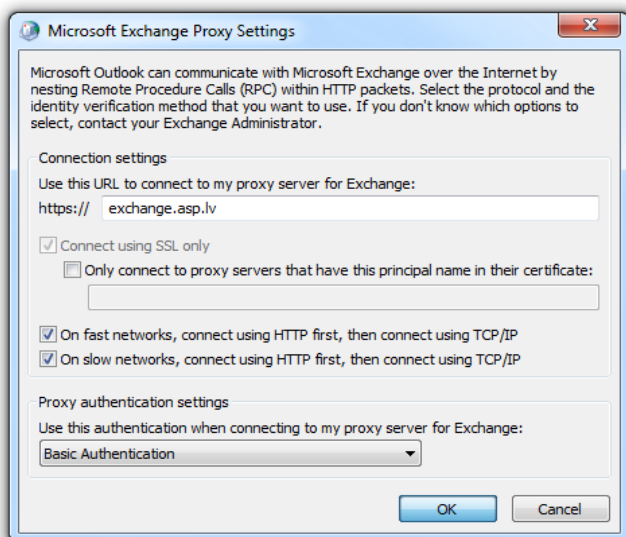 Microsoft Exchange Proxy Settings
Microsoft Outlook can communicate with Microsoft Exchange over the Internet by
nesting Remote Procedure Calls (RPC) within HTTP packets. Select the protocol and the
identity verification method that you want to use. If you don't know which options to
select, contact your Exchange Administrator.
Connection settings
Use this URL to connect to my proxy server for Exchange:
https:// exchange.asp.lv
Connect using SSL only
Only connect to proxy servers that have this principal name in their certificate:
On fast networks, connect using HTTP first, then connect using TCP/IP
On slow networks, connect using HTTP first, then connect using TCP/IP
Proxy authentication settings
Use this authentication when connecting to my proxy server for Exchange:
Basic Authentication
OK Cancel